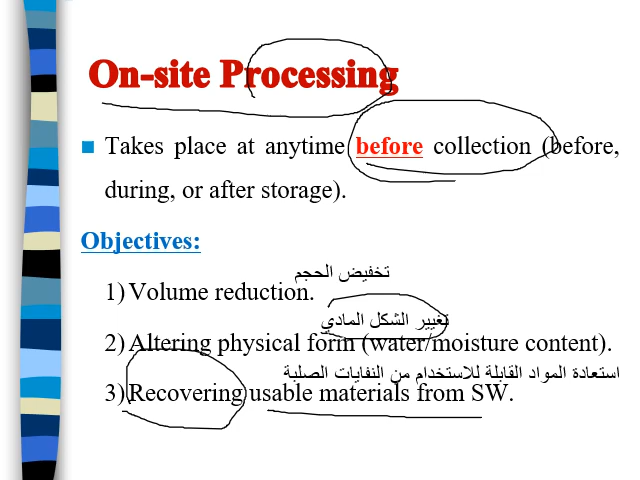 On-site Processing
Takes place at anytime before collection (before,
during, or after storage).
Objectives:
تخفيض الحجم
1) Volume reduction.
تغيير الشكل المادي
2) Altering physical form (water/moisture content).
استعادة المواد القابلة للاستخدام من النفايات الصلبة
3) Recovering usable materials from SW.